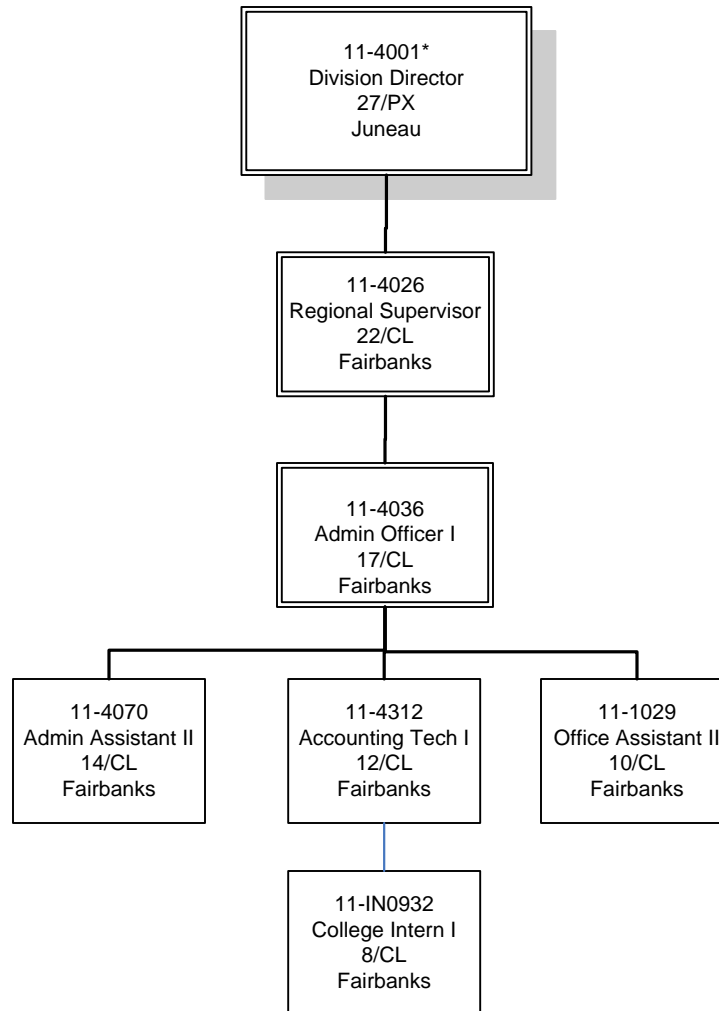 11-4001*
Division Director
27/PX
Juneau
11-4026
Regional Supervisor
22/CL
Fairbanks
11-4036
Admin Officer I
17/CL
Fairbanks
11-4070
Admin Assistant II
14/CL
Fairbanks
11-4312
Accounting Tech I
12/CL
Fairbanks
11-1029
Office Assistant II
10/CL
Fairbanks
11-IN0932
College Intern I
8/CL
Fairbanks